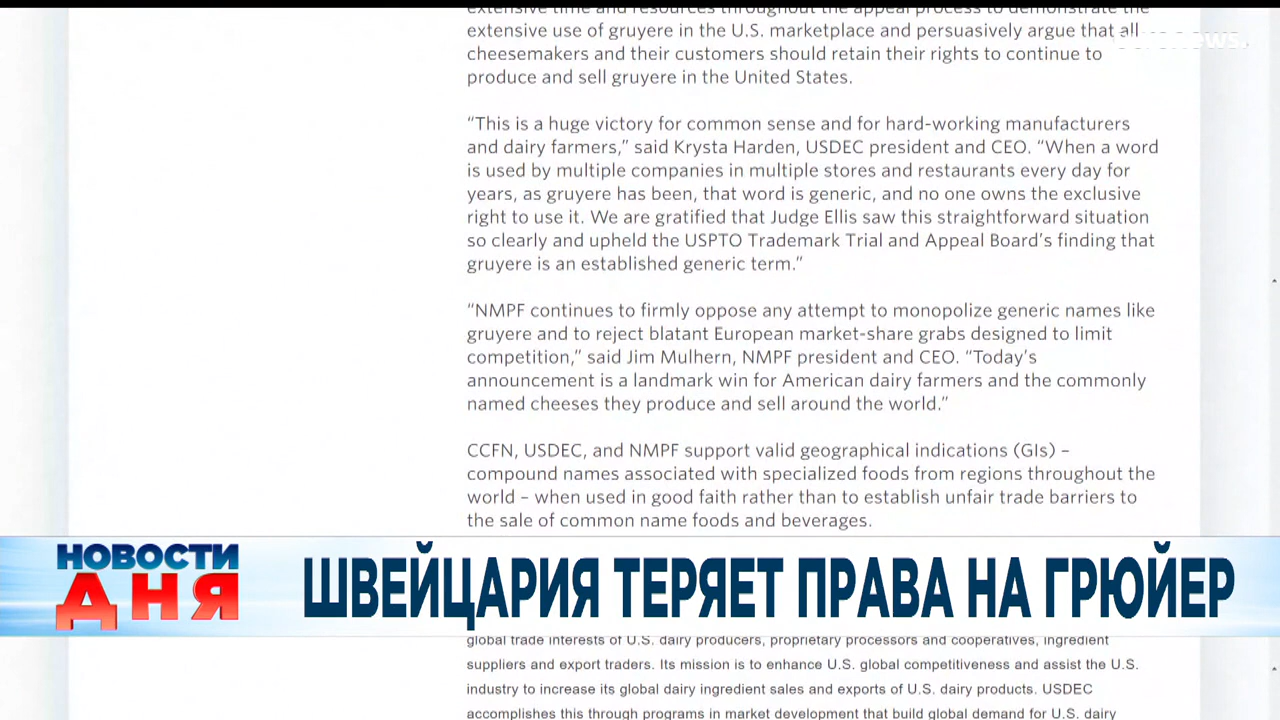 extensive time and resources throughout the appeal process to demonstrate the
extensive use of gruyere in the U.S. marketplace and persuasively argue that all
cheesemakers and their customers should retain their rights to continue to
produce and sell gruyere in the United States.
“This is a huge victory for common sense and for hard-working manufacturers
and dairy farmers,” said Krysta Harden, USDEC president and CEO. “When a word
is used by multiple companies in multiple stores and restaurants every day for
years, as gruyere has been, that word is generic, and no one owns the exclusive
right to use it. We are gratified that Judge Ellis saw this straightforward situation
so clearly and upheld the USPTO Trademark Trial and Appeal Board’s finding that
gruyere is an established generic term.”
“NMPF continues to firmly oppose any attempt to monopolize generic names like
gruyere and to reject blatant European market-share grabs designed to limit
competition,” said Jim Mulhern, NMPF president and CEO. “Today’s
announcement is a landmark win for American dairy farmers and the commonly
named cheeses they produce and sell around the world.”
CCFN, USDEC, and NMPF support valid geographical indications (GIs) –
compound names associated with specialized foods from regions throughout the
world – when used in good faith rather than to establish unfair trade barriers to
the sale of common name foods and beverages.
НОВОСТИ
ДНЯ
ШВЕЙЦАРИЯ ТЕРЯЕТ ПРАВА НА ГРЮЙЕР
global trade interests of U.S. dairy producers, proprietary processors and cooperatives, ingredient
suppliers and export traders. Its mission is to enhance U.S. global competitiveness and assist the U.S.
industry to increase its global dairy ingredient sales and exports of U.S. dairy products. USDEC
accomplishes this through programs in market development that build global demand for U.S. dairy